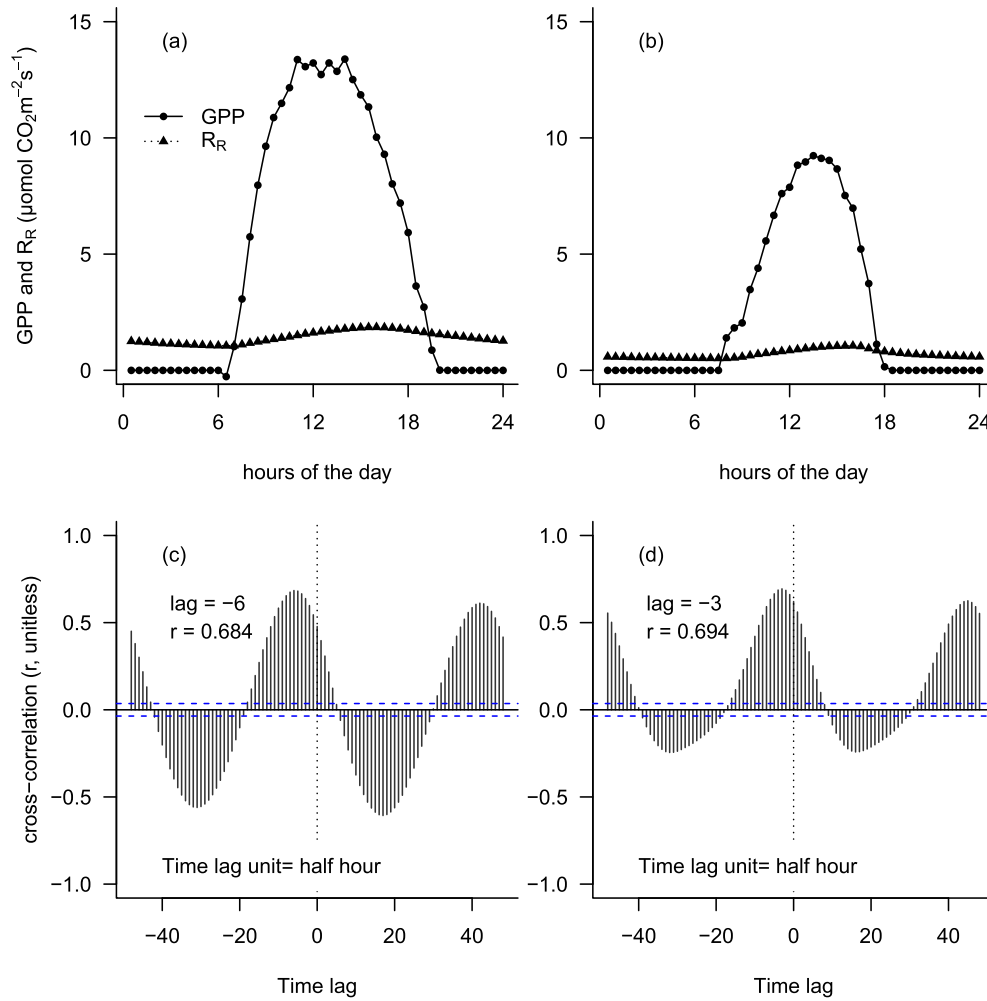 (a)
(b)
GPP and R_R (µomol CO₂m⁻²s⁻¹)
GPP
R_R
15
10
5
0
15
10
5
0
0 6 12 18 24
0 6 12 18 24
hours of the day
hours of the day
(c)
(d)
cross−correlation (r, unitless)
lag = −6
r = 0.684
lag = −3
r = 0.694
1.0
0.5
0.0
−0.5
−1.0
1.0
0.5
0.0
−0.5
−1.0
Time lag unit= half hour
Time lag unit= half hour
−40 −20 0 20 40
−40 −20 0 20 40
Time lag
Time lag